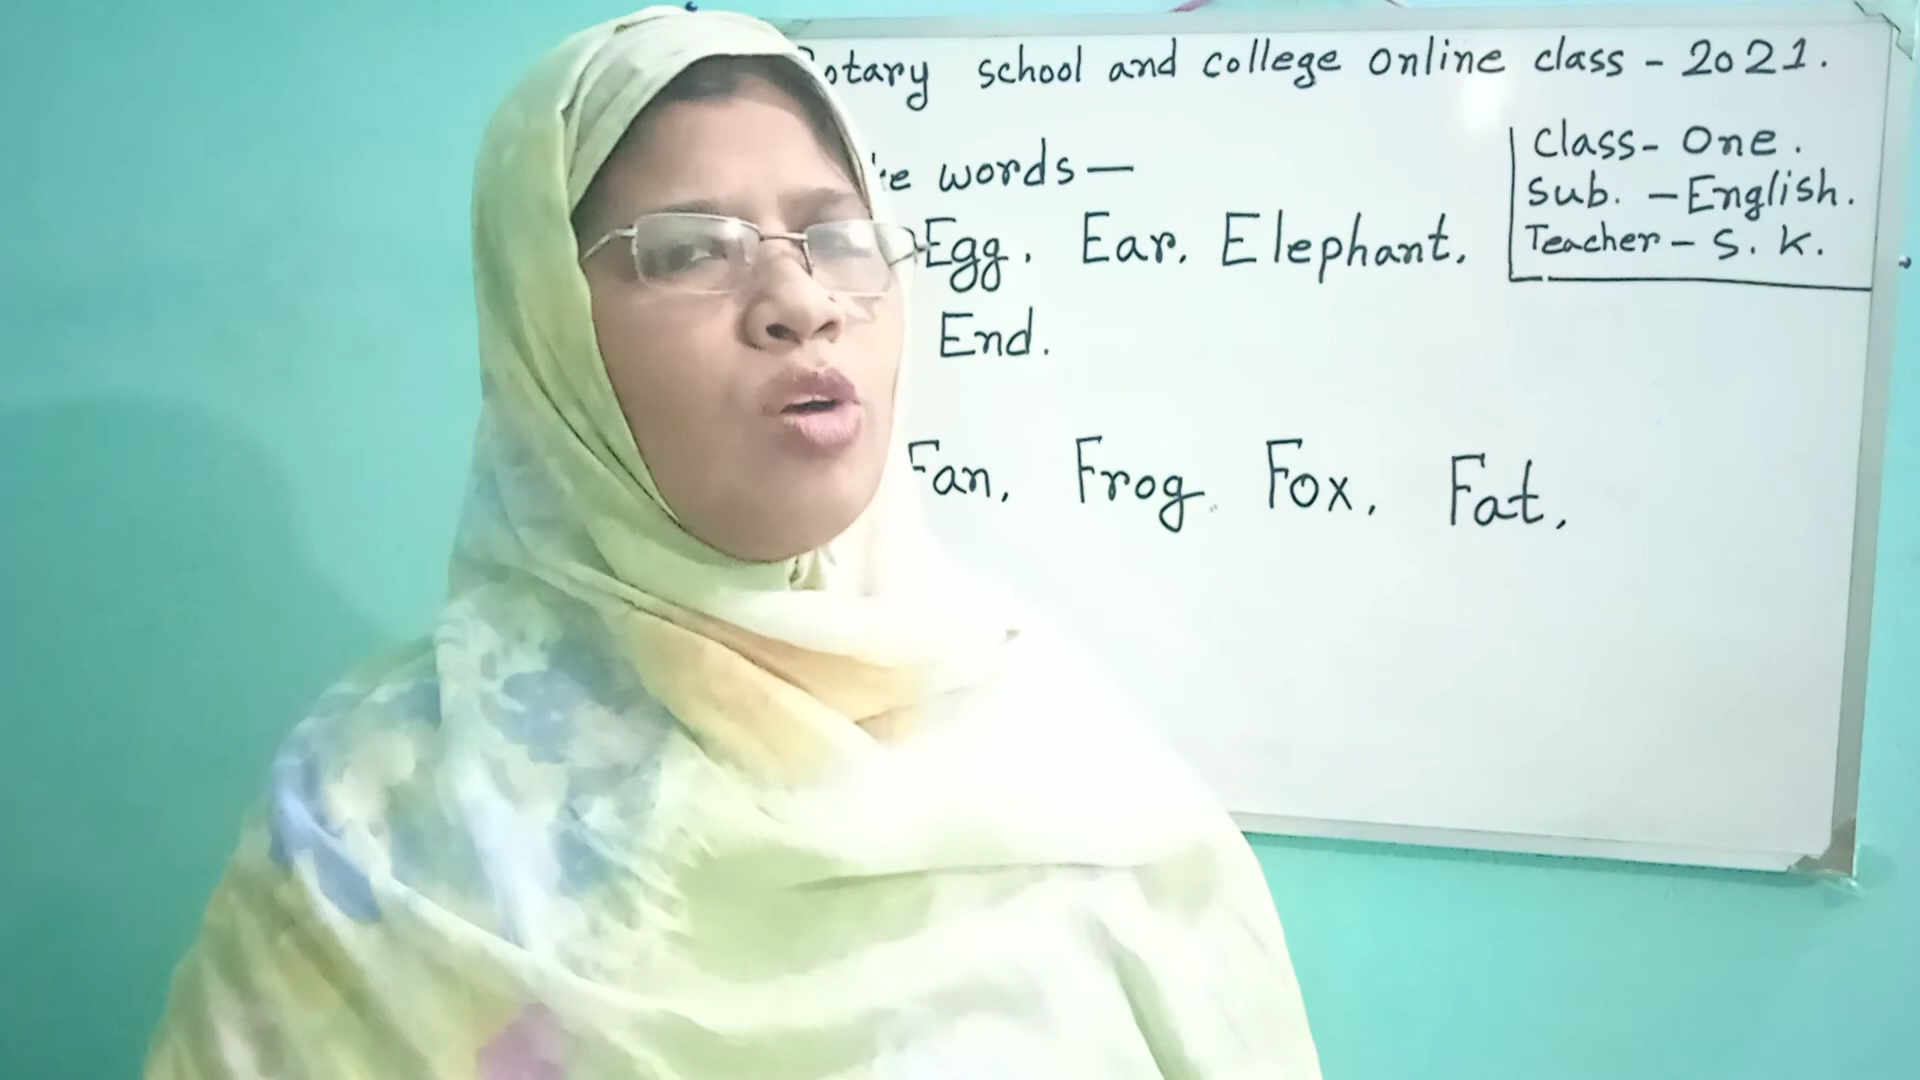 Rotary school and college online class - 2021.
Class - One.
Sub. - English.
Teacher - S. K.
words —
Egg. Ear. Elephant.
End.
Fan, Frog. Fox, Fat,